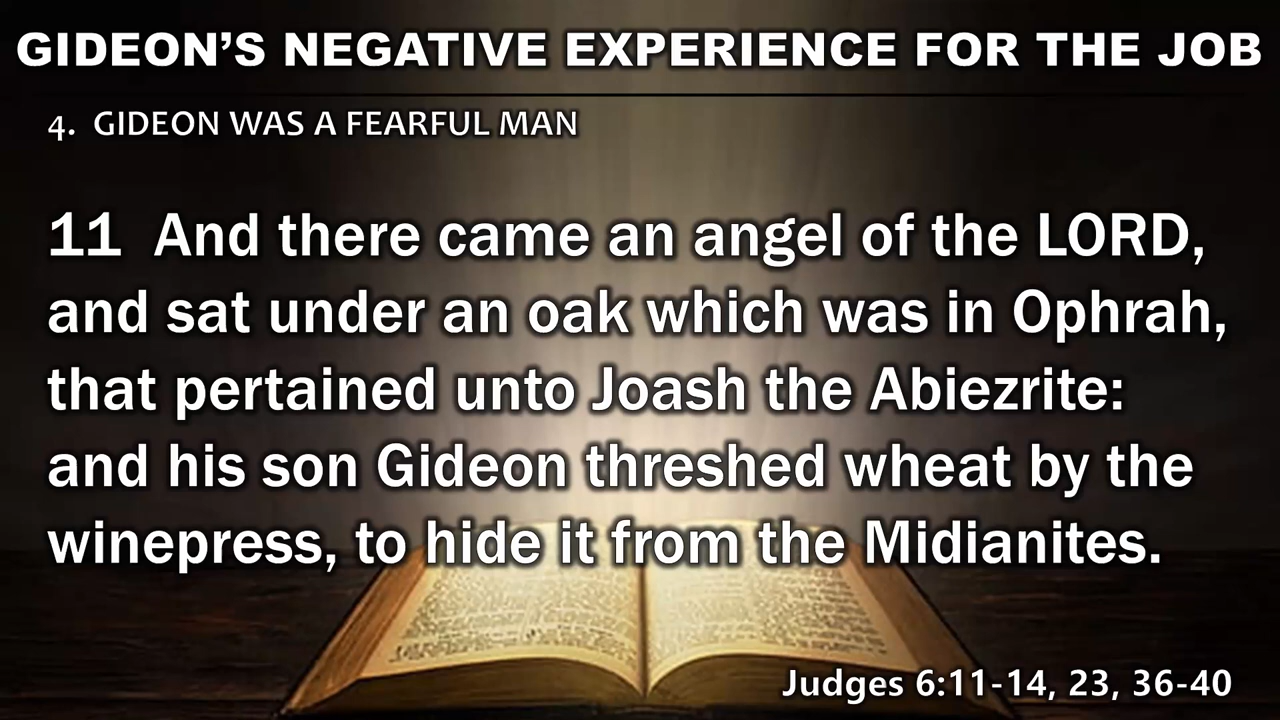 GIDEON’S NEGATIVE EXPERIENCE FOR THE JOB
4. GIDEON WAS A FEARFUL MAN
11 And there came an angel of the LORD,
and sat under an oak which was in Ophrah,
that pertained unto Joash the Abiezrite:
and his son Gideon threshed wheat by the
winepress, to hide it from the Midianites.
Judges 6:11-14, 23, 36-40